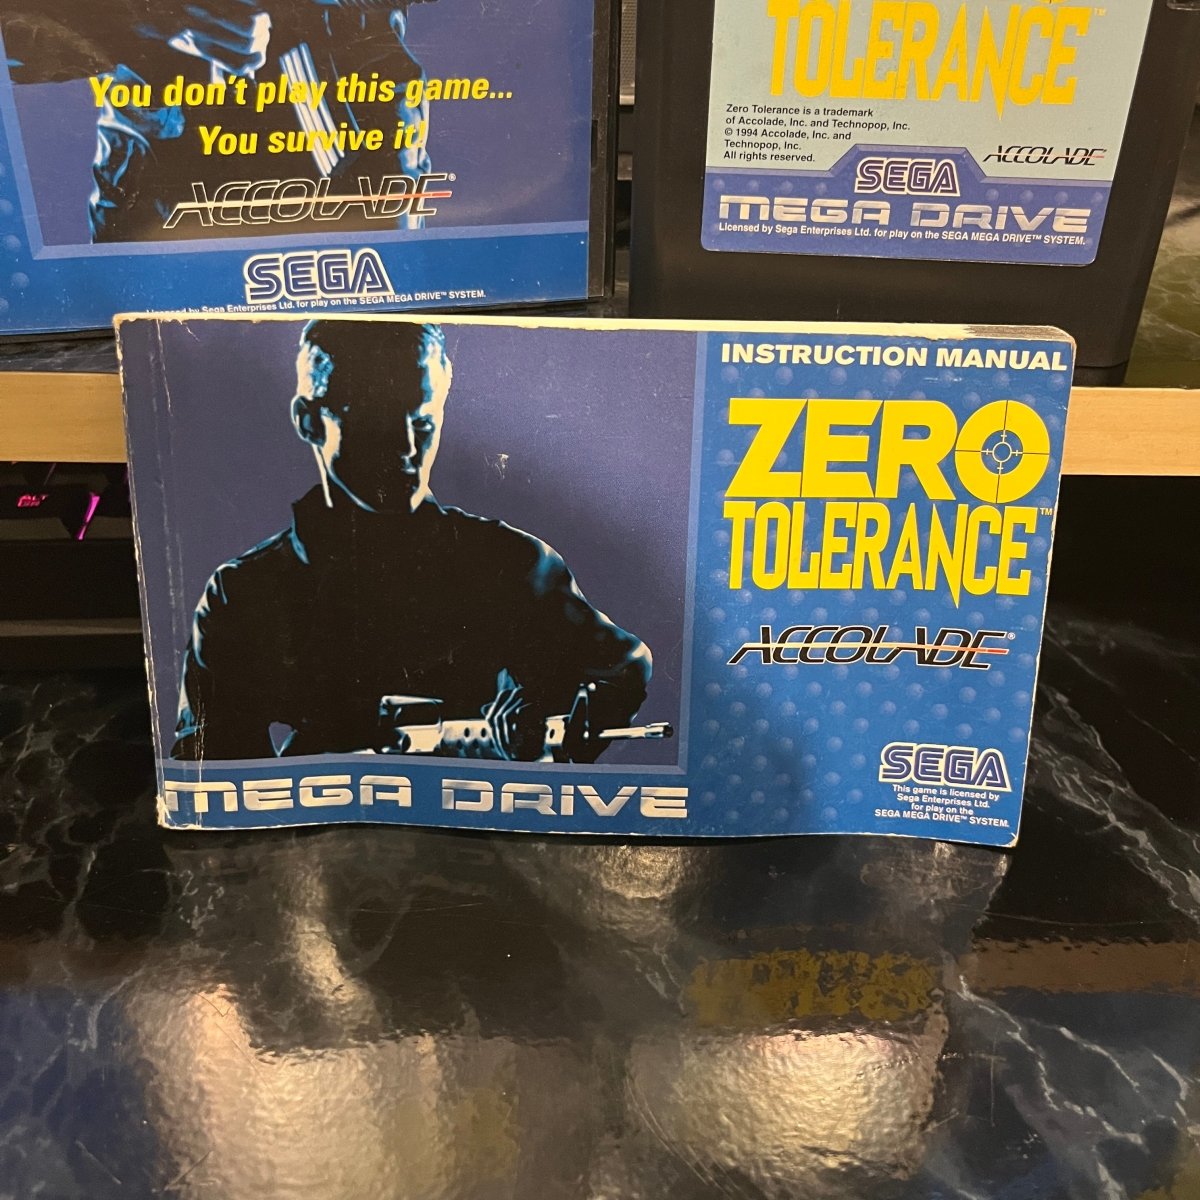 You don't play this game...
You survive it!
ACCOLADE®
SEGA
Licensed by Sega Enterprises Ltd. for play on the SEGA MEGA DRIVE™ SYSTEM.
TOLERANCE™
Zero Tolerance is a trademark
of Accolade, Inc. and Technopop, Inc.
© 1994 Accolade, Inc. and
Technopop, Inc.
All rights reserved.
ACCOLADE®
SEGA
MEGA DRIVE
Licensed by Sega Enterprises Ltd. for play on the SEGA MEGA DRIVE™ SYSTEM.
ALT
GR
INSTRUCTION MANUAL
ZERO
TOLERANCE™
ACCOLADE®
SEGA
This game is licensed by
Sega Enterprises Ltd.
for play on the
SEGA MEGA DRIVE™ SYSTEM.
MEGA DRIVE